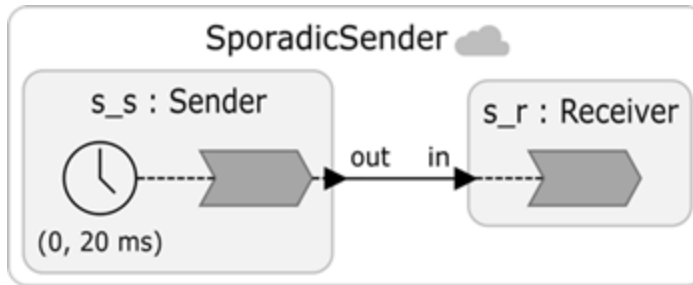 SporadicSender
s_s : Sender
s_r : Receiver
out
in
(0, 20 ms)